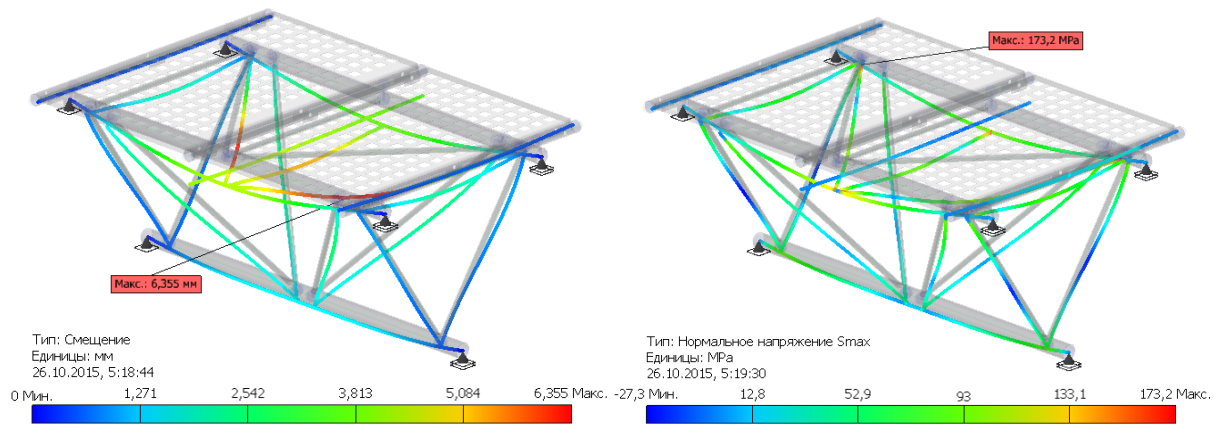 Макс.: 6,355 мм
Тип: Смещение
Единицы: мм
26.10.2015, 5:18:44
0 Мин. 1,271 2,542 3,813 5,084 6,355 Макс.
Макс.: 173,2 MPa
Тип: Нормальное напряжение Smax
Единицы: MPa
26.10.2015, 5:19:30
-27,3 Мин. 12,8 52,9 93 133,1 173,2 Макс.